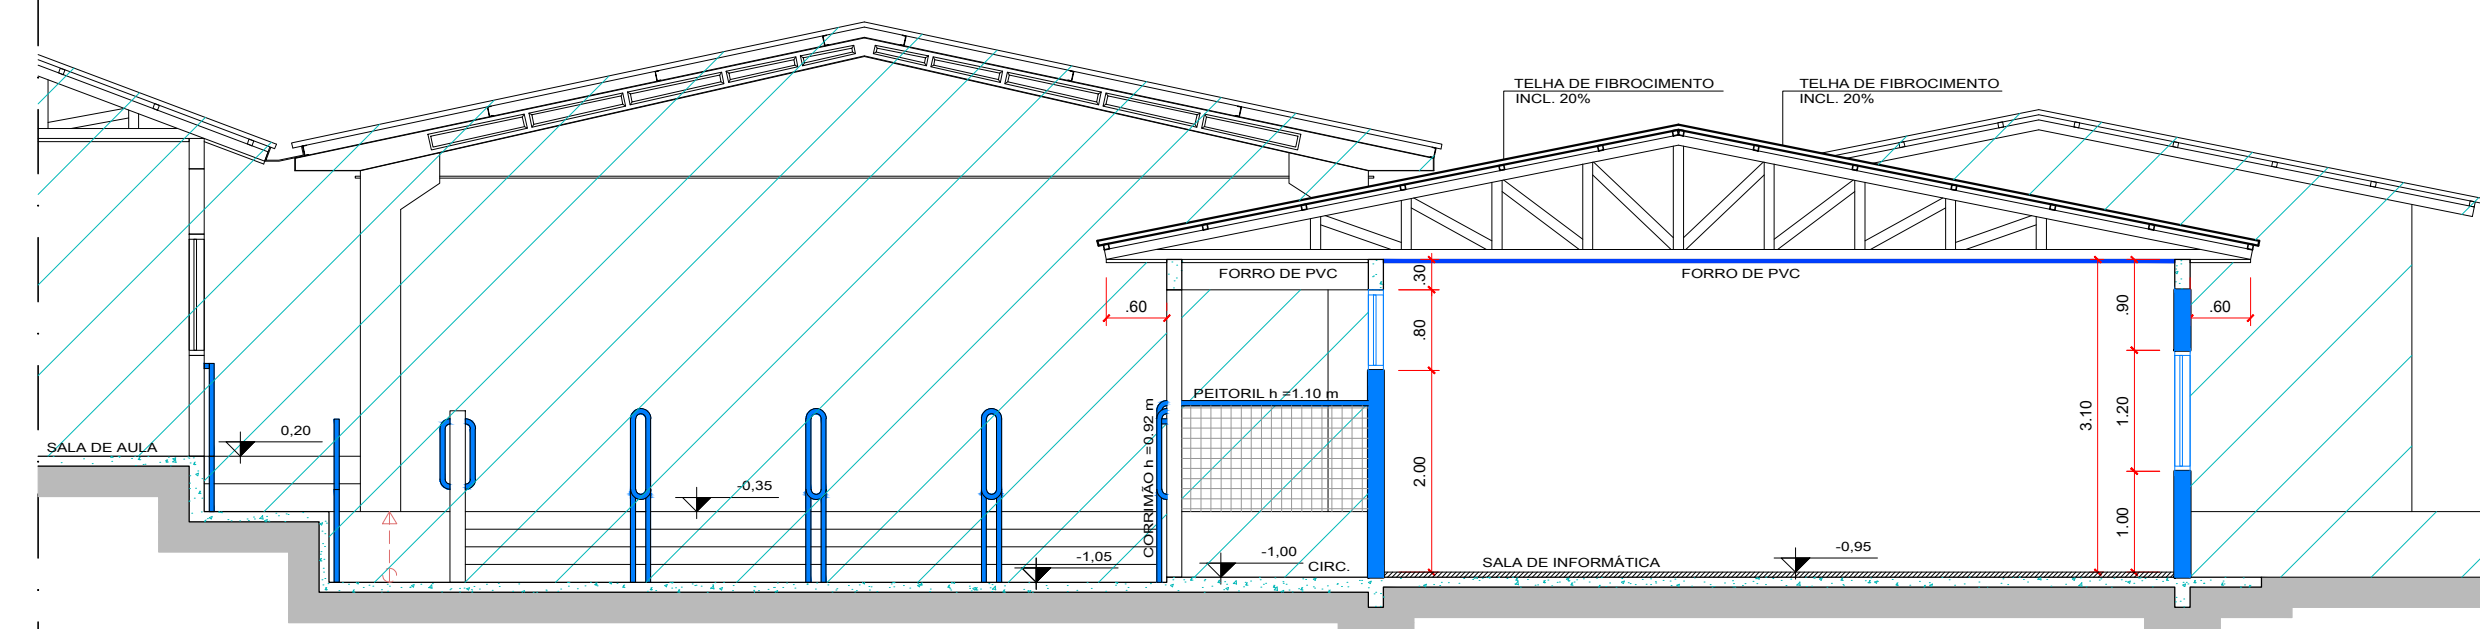 TELHA DE FIBROCIMENTO
INCL. 20%
TELHA DE FIBROCIMENTO
INCL. 20%
FORRO DE PVC
FORRO DE PVC
.30
.60
.80
.90
.60
PEITORIL h =1.10 m
CORRIMÃO h =0.92 m
2.00
3.10
1.20
1.00
SALA DE AULA
0,20
-0,35
-1,05
-1,00
CIRC.
SALA DE INFORMÁTICA
-0,95